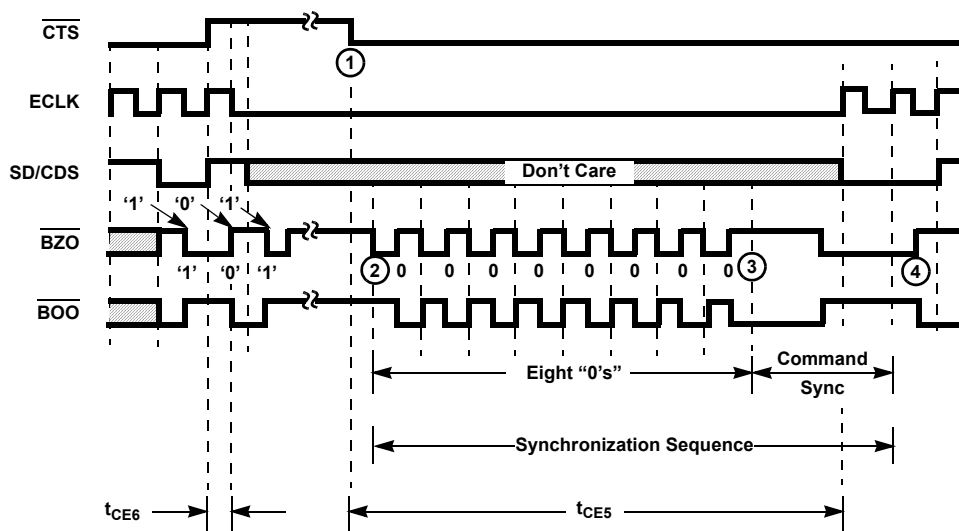 CTS
1
ECLK
SD/CDS
Don't Care
'1' '0' '1'
BZO
'1' '0' '1'
2 0 0 0 0 0 0 0 0 3 4
BOO
Eight "0's"
Command
Sync
Synchronization Sequence
tCE6
tCE5